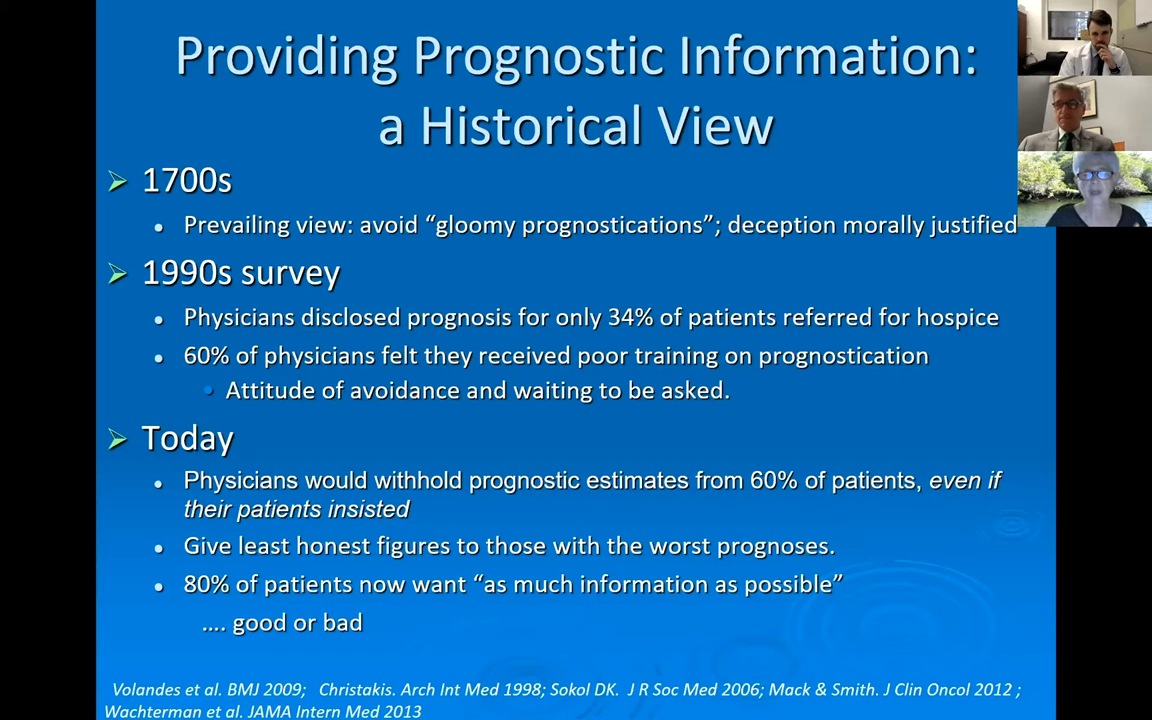 Providing Prognostic Information:
a Historical View
1700s
Prevailing view: avoid “gloomy prognostications”; deception morally justified
1990s survey
Physicians disclosed prognosis for only 34% of patients referred for hospice
60% of physicians felt they received poor training on prognostication
Attitude of avoidance and waiting to be asked.
Today
Physicians would withhold prognostic estimates from 60% of patients, even if
their patients insisted
Give least honest figures to those with the worst prognoses.
80% of patients now want “as much information as possible”
.... good or bad
Volandes et al. BMJ 2009; Christakis. Arch Int Med 1998; Sokol DK. J R Soc Med 2006; Mack & Smith. J Clin Oncol 2012 ;
Wachterman et al. JAMA Intern Med 2013